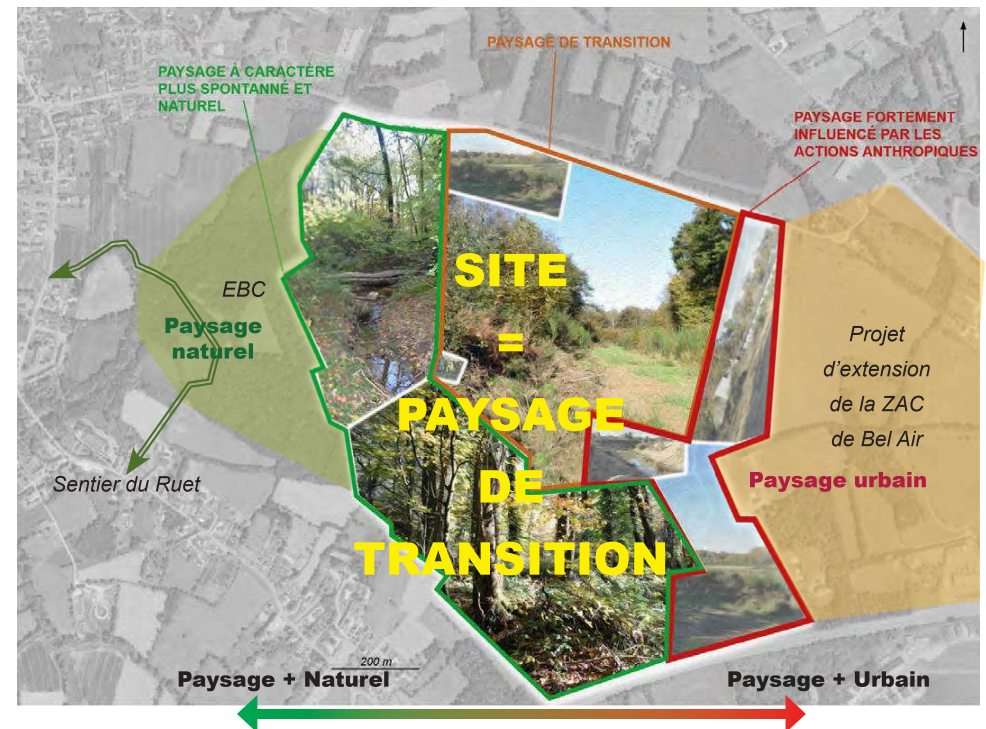 PAYSAGE DE TRANSITION
PAYSAGE À CARACTÈRE
PLUS SPONTANNÉ ET
NATUREL
PAYSAGE FORTEMENT
INFLUENCÉ PAR LES
ACTIONS ANTHROPIQUES
SITE
=
PAYSAGE
DE
TRANSITION
EBC
Paysage
naturel
Sentier du Ruet
Projet
d'extension
de la ZAC
de Bel Air
Paysage urbain
200 m
Paysage + Naturel
Paysage + Urbain